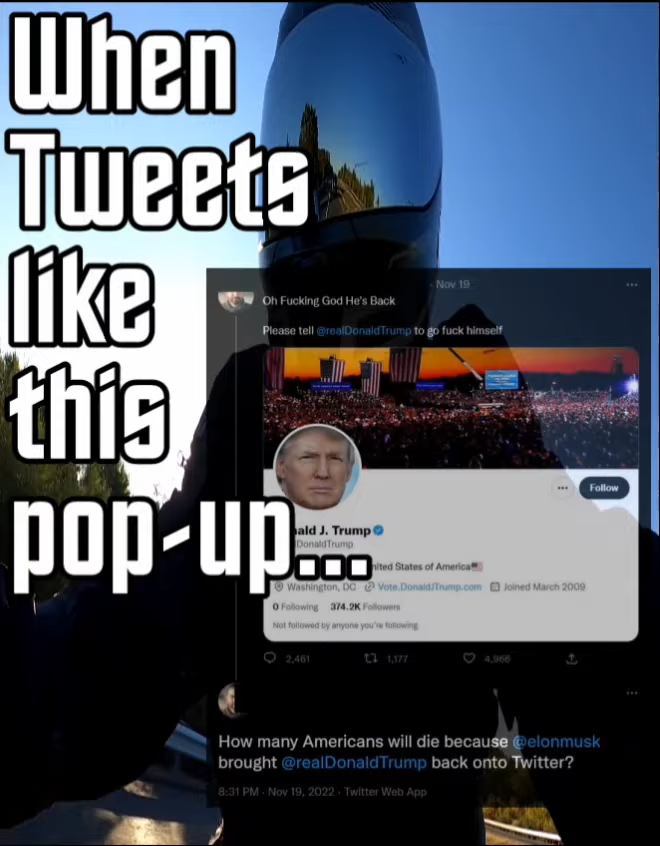 When
Tweets
like
this
pop-up...
· Nov 19
Oh Fucking God He's Back
Please tell @realDonaldTrump to go fuck himself
Follow
ald J. Trump
DonaldTrump
nited States of America🇺🇸
Washington, DC Vote.DonaldJTrump.com Joined March 2009
0 Following 374.2K Followers
Not followed by anyone you're following
2,461 1,177 4,966
How many Americans will die because @elonmusk
brought @realDonaldTrump back onto Twitter?
8:31 PM · Nov 19, 2022 · Twitter Web App